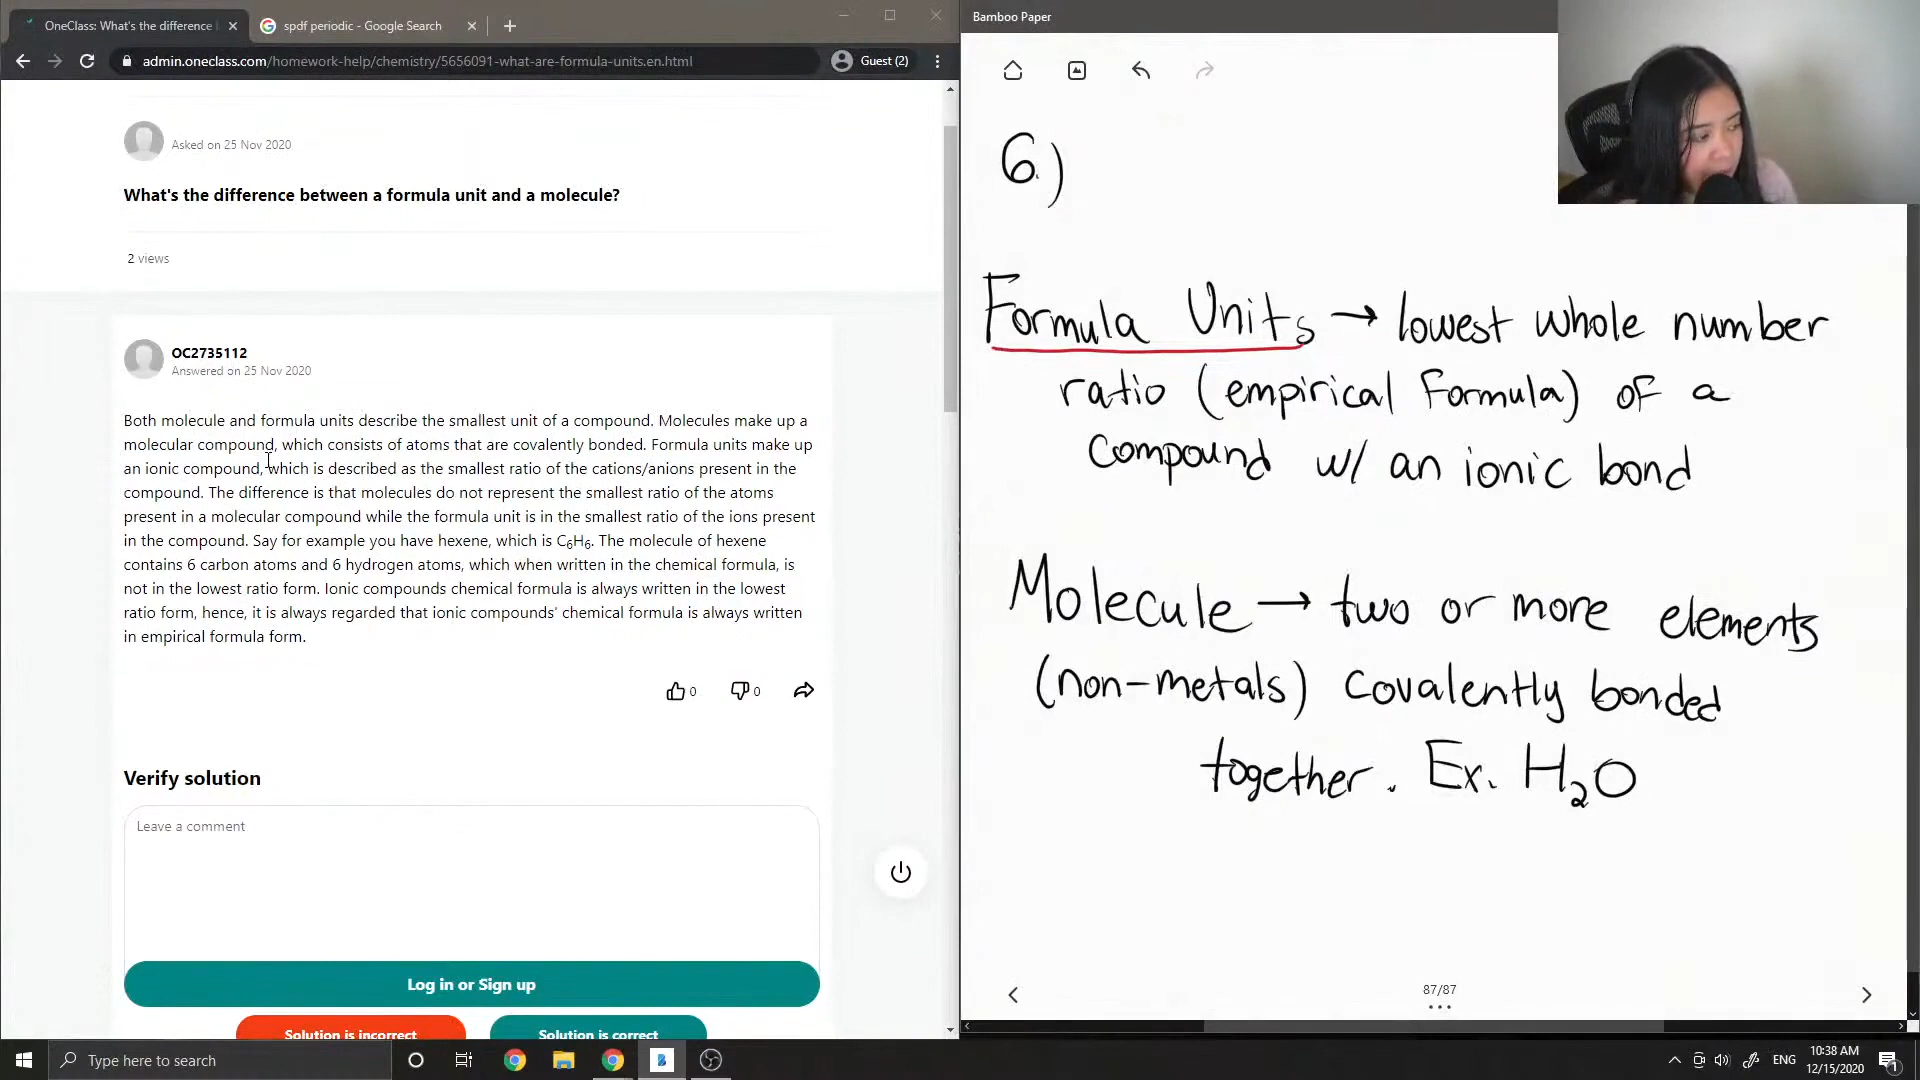 OneClass: What's the difference
spdf periodic - Google Search
admin.oneclass.com/homework-help/chemistry/5656091-what-are-formula-units.en.html
Guest (2)
Asked on 25 Nov 2020
What's the difference between a formula unit and a molecule?
2 views
OC2735112
Answered on 25 Nov 2020
Both molecule and formula units describe the smallest unit of a compound. Molecules make up a
molecular compound, which consists of atoms that are covalently bonded. Formula units make up
an ionic compound, which is described as the smallest ratio of the cations/anions present in the
compound. The difference is that molecules do not represent the smallest ratio of the atoms
present in a molecular compound while the formula unit is in the smallest ratio of the ions present
in the compound. Say for example you have hexene, which is C₆H₆. The molecule of hexene
contains 6 carbon atoms and 6 hydrogen atoms, which when written in the chemical formula, is
not in the lowest ratio form. Ionic compounds chemical formula is always written in the lowest
ratio form, hence, it is always regarded that ionic compounds' chemical formula is always written
in empirical formula form.
0
0
Verify solution
Leave a comment
Log in or Sign up
Solution is incorrect
Solution is correct
Bamboo Paper
6.)
Formula Units → lowest whole number
ratio (empirical Formula) of a
compound w/ an ionic bond
Molecule → two or more elements
(non-metals) covalently bonded
together. Ex. H₂O
87/87
Type here to search
ENG
10:38 AM
12/15/2020
1